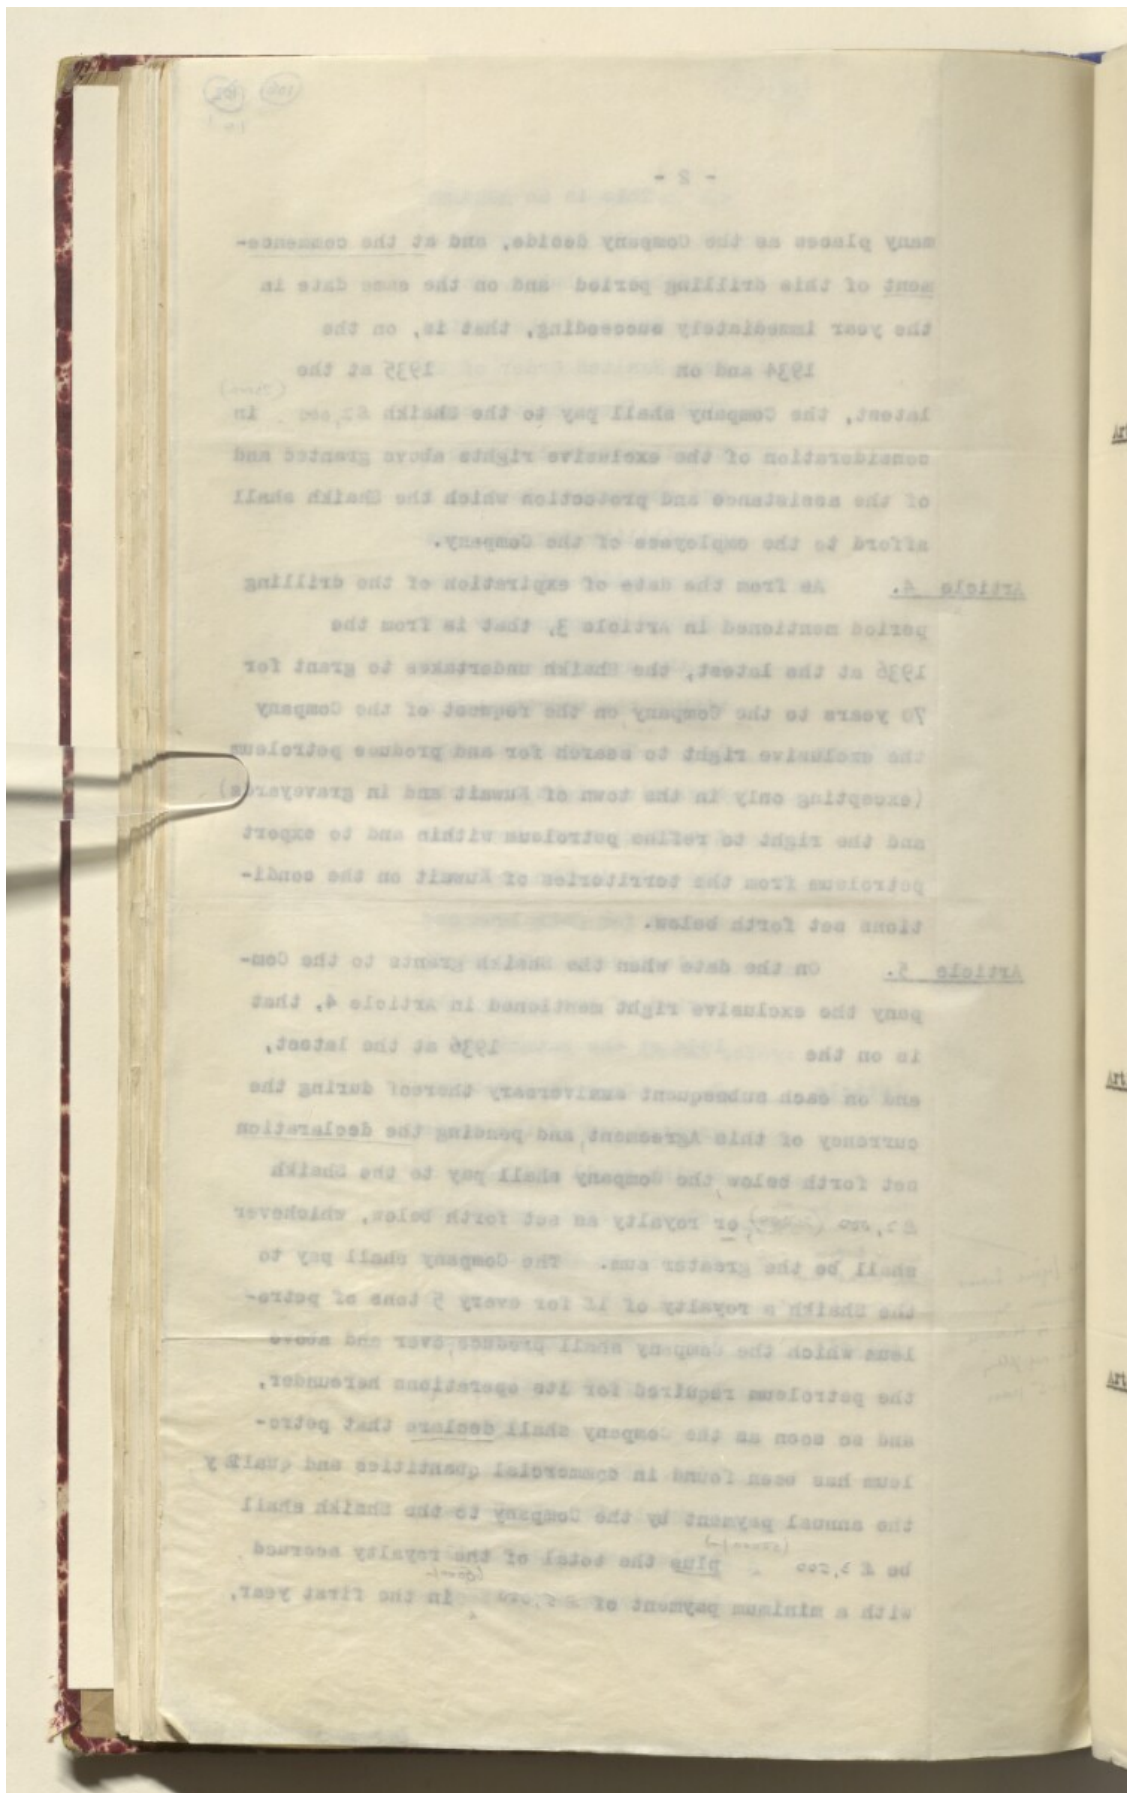 - 2 -
many places as the Company decide, and at the commence-
ment of this drilling period and on the same date in
the year immediately succeeding, that is, on the
1934 and on 1935 at the
latest, the Company shall pay to the Shaikh in
consideration of the exclusive rights above granted and
of the assistance and protection which the Shaikh shall
afford to the employees of the Company.
Article 4. As from the date of expiration of the drilling
period mentioned in Article 3, that is from the
1936 at the latest, the Shaikh undertakes to grant for
70 years to the Company on the request of the Company
the exclusive right to search for and produce petroleum
(excepting only in the town of Kuwait and in graveyards)
and the right to refine petroleum within and to export
petroleum from the territories of Kuwait on the condi-
tions set forth below.
Article 5. On the date when the Shaikh grants to the Com-
pany the exclusive right mentioned in Article 4, that
is on the 1936 at the latest,
and on each subsequent anniversary thereof during the
currency of this Agreement, and pending the declaration
set forth below, the Company shall pay to the Shaikh
or royalty as set forth below, whichever
shall be the greater sum. The Company shall pay to
the Shaikh a royalty of for every 5 tons of petro-
leum which the Company shall produce, over and above
the petroleum required for its operations hereunder,
and so soon as the Company shall declare that petro-
leum has been found in commercial quantities and quality
the annual payment by the Company to the Shaikh shall
be plus the total of the royalty accrued
with a minimum payment of in the first year,
Art
Art
Art